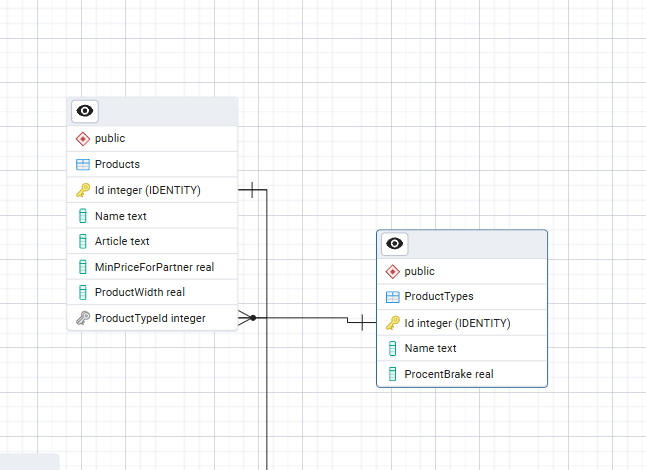 public
Products
Id integer (IDENTITY)
Name text
Article text
MinPriceForPartner real
ProductWidth real
ProductTypeId integer
public
ProductTypes
Id integer (IDENTITY)
Name text
ProcentBrake real